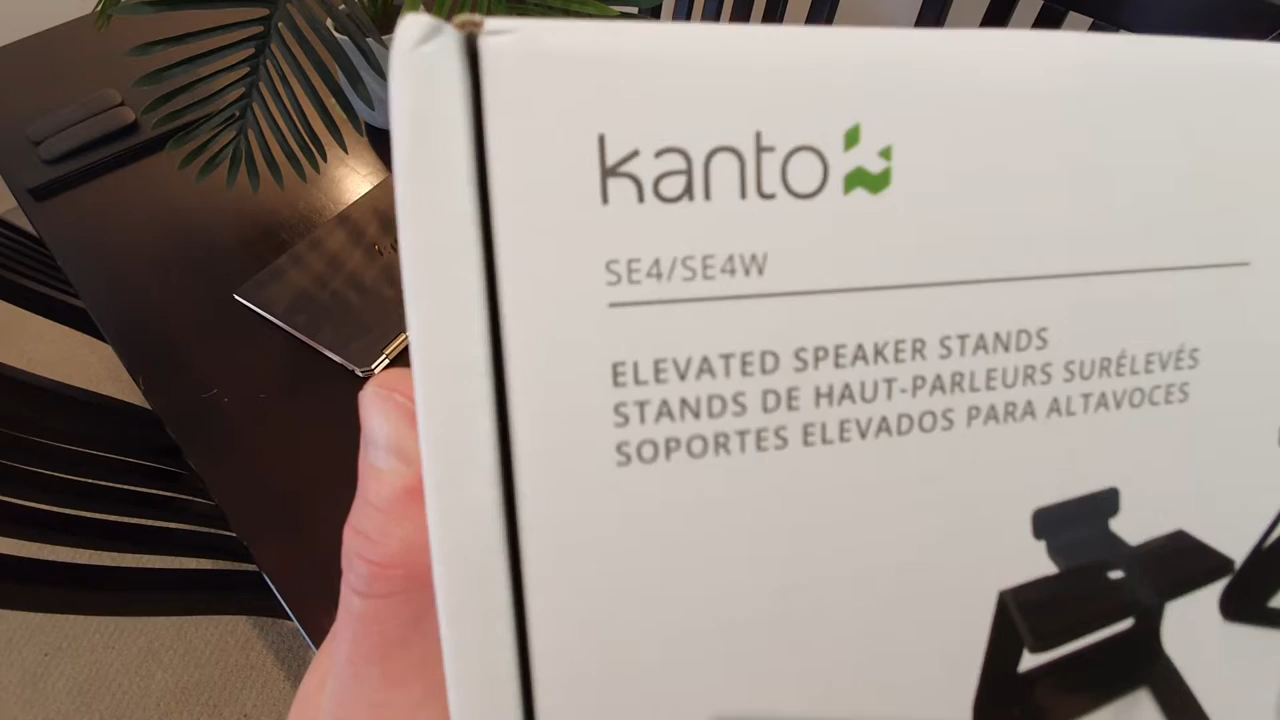 kanto
SE4/SE4W
ELEVATED SPEAKER STANDS
STANDS DE HAUT-PARLEURS SURÉLEVÉS
SOPORTES ELEVADOS PARA ALTAVOCES